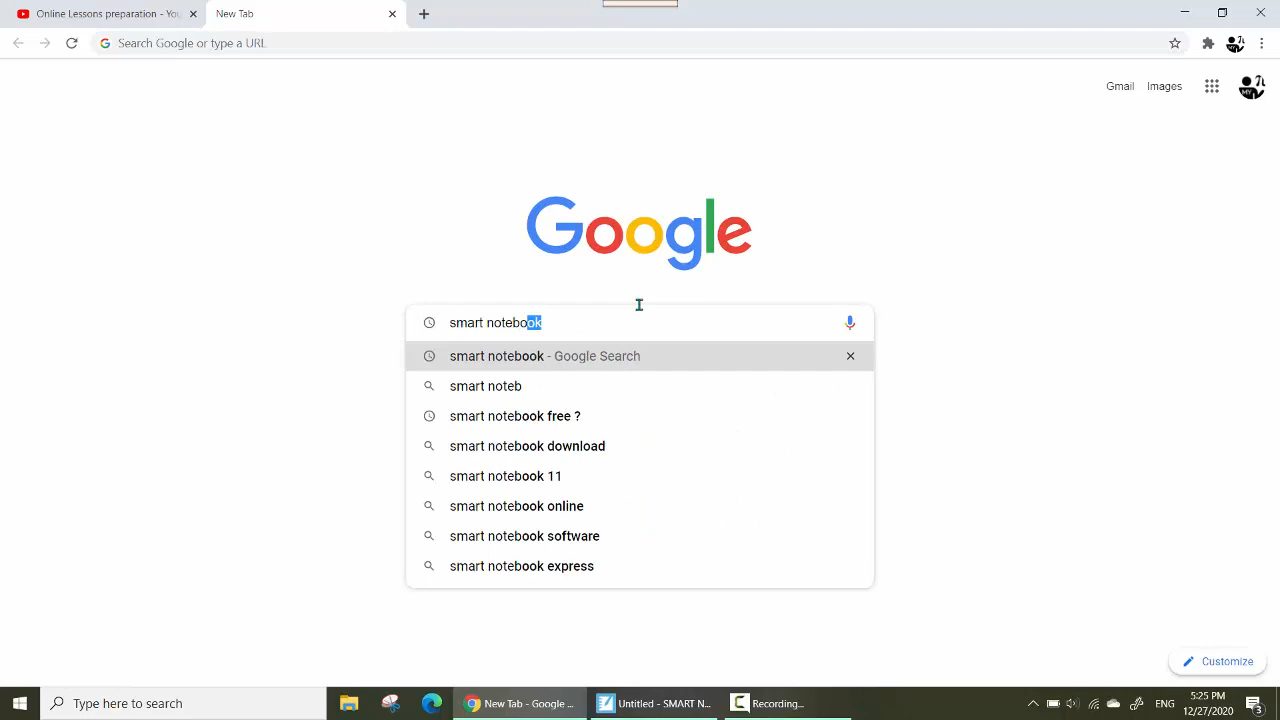 Online Lessons preparation - You
New Tab
Search Google or type a URL
Gmail
Images
Google
smart notebook
smart notebook - Google Search
smart noteb
smart notebook free ?
smart notebook download
smart notebook 11
smart notebook online
smart notebook software
smart notebook express
Customize
Type here to search
New Tab - Google ...
Untitled - SMART N...
Recording...
ENG
5:25 PM
12/27/2020
3